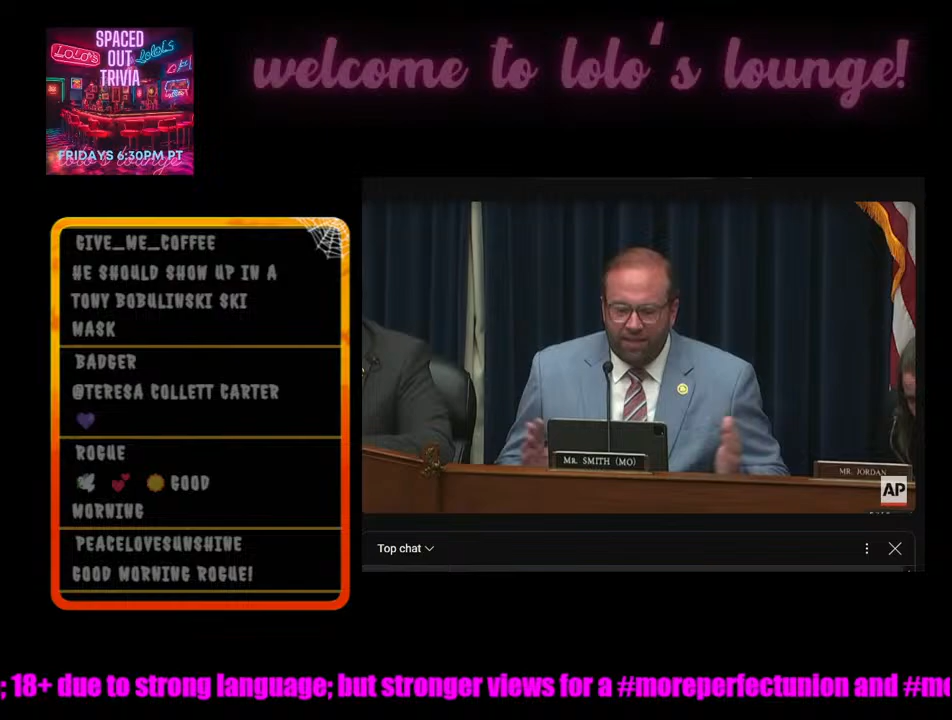 SPACED
OUT
TRIVIA
LOLO'S
LOLO'S
FRIDAYS 6:30PM PT
lolo's lounge
welcome to lolo's lounge!
GIVE_ME_COFFEE
HE SHOULD SHOW UP IN A
TONY BOBULINSKI SKI
MASK
BADGER
@TERESA COLLETT CARTER
💜
ROGUE
🕊 💕 🌞 GOOD
MORNING
PEACELOVESUNSHINE
GOOD MORNING ROGUE!
MR. SMITH (MO)
MR. JORDAN
AP
Top chat
; 18+ due to strong language; but stronger views for a #moreperfectunion and #mo